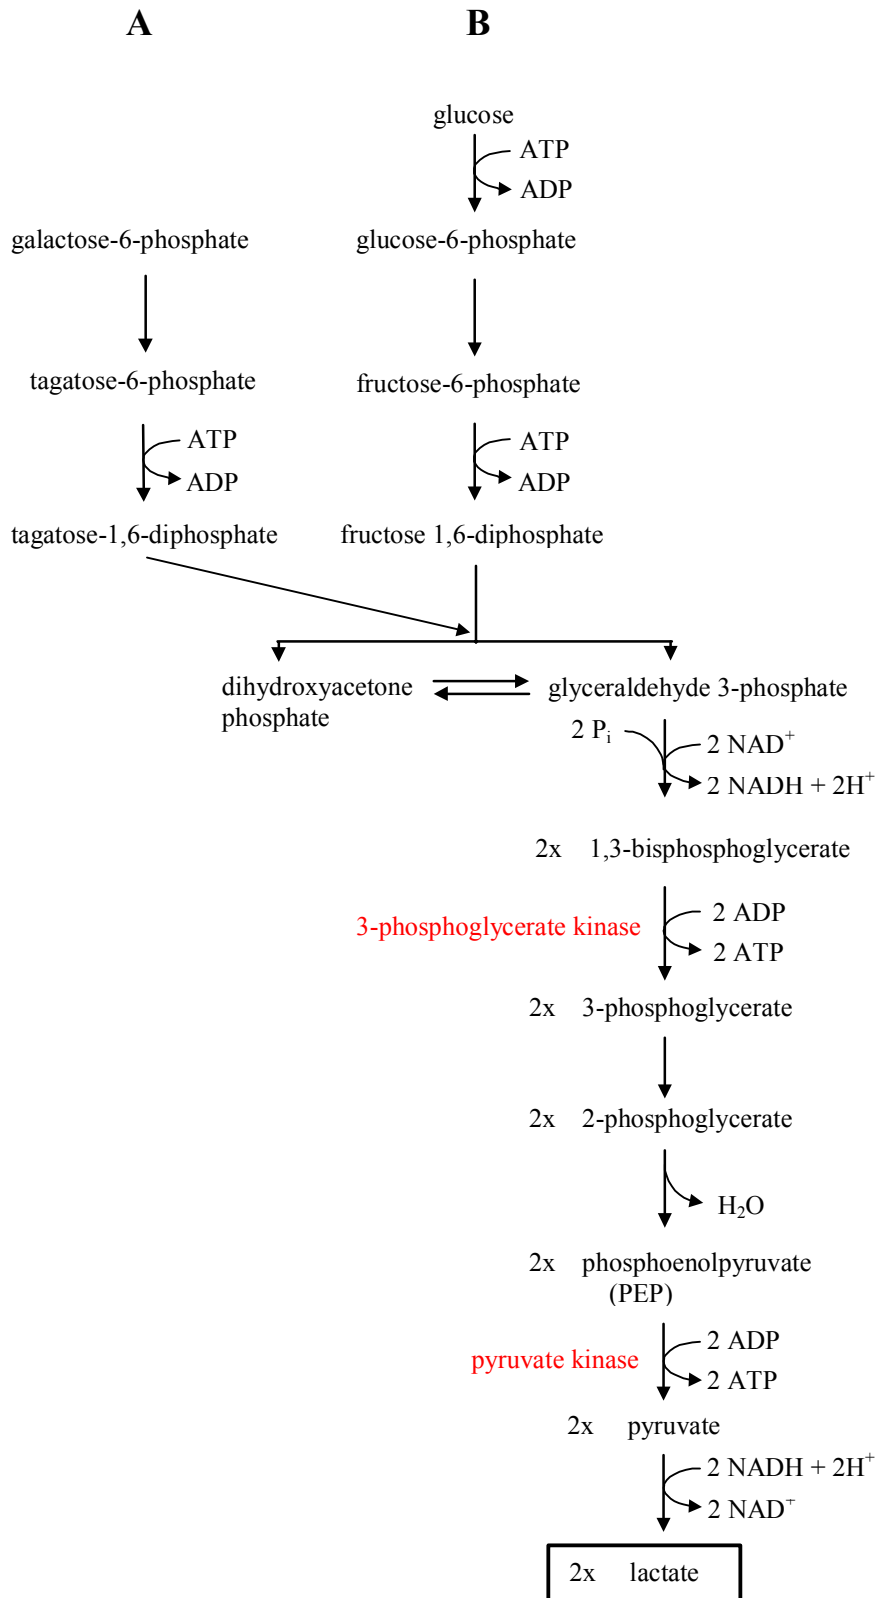 A B
glucose
ATP
ADP
galactose-6-phosphate glucose-6-phosphate
tagatose-6-phosphate fructose-6-phosphate
ATP ATP
ADP ADP
tagatose-1,6-diphosphate fructose 1,6-diphosphate
dihydroxyacetone glyceraldehyde 3-phosphate
phosphate
2 Pᵢ 2 NAD⁺
2 NADH + 2H⁺
2x 1,3-bisphosphoglycerate
2 ADP
3-phosphoglycerate kinase
2 ATP
2x 3-phosphoglycerate
2x 2-phosphoglycerate
H₂O
2x phosphoenolpyruvate
(PEP)
2 ADP
pyruvate kinase
2 ATP
2x pyruvate
2 NADH + 2H⁺
2 NAD⁺
2x lactate